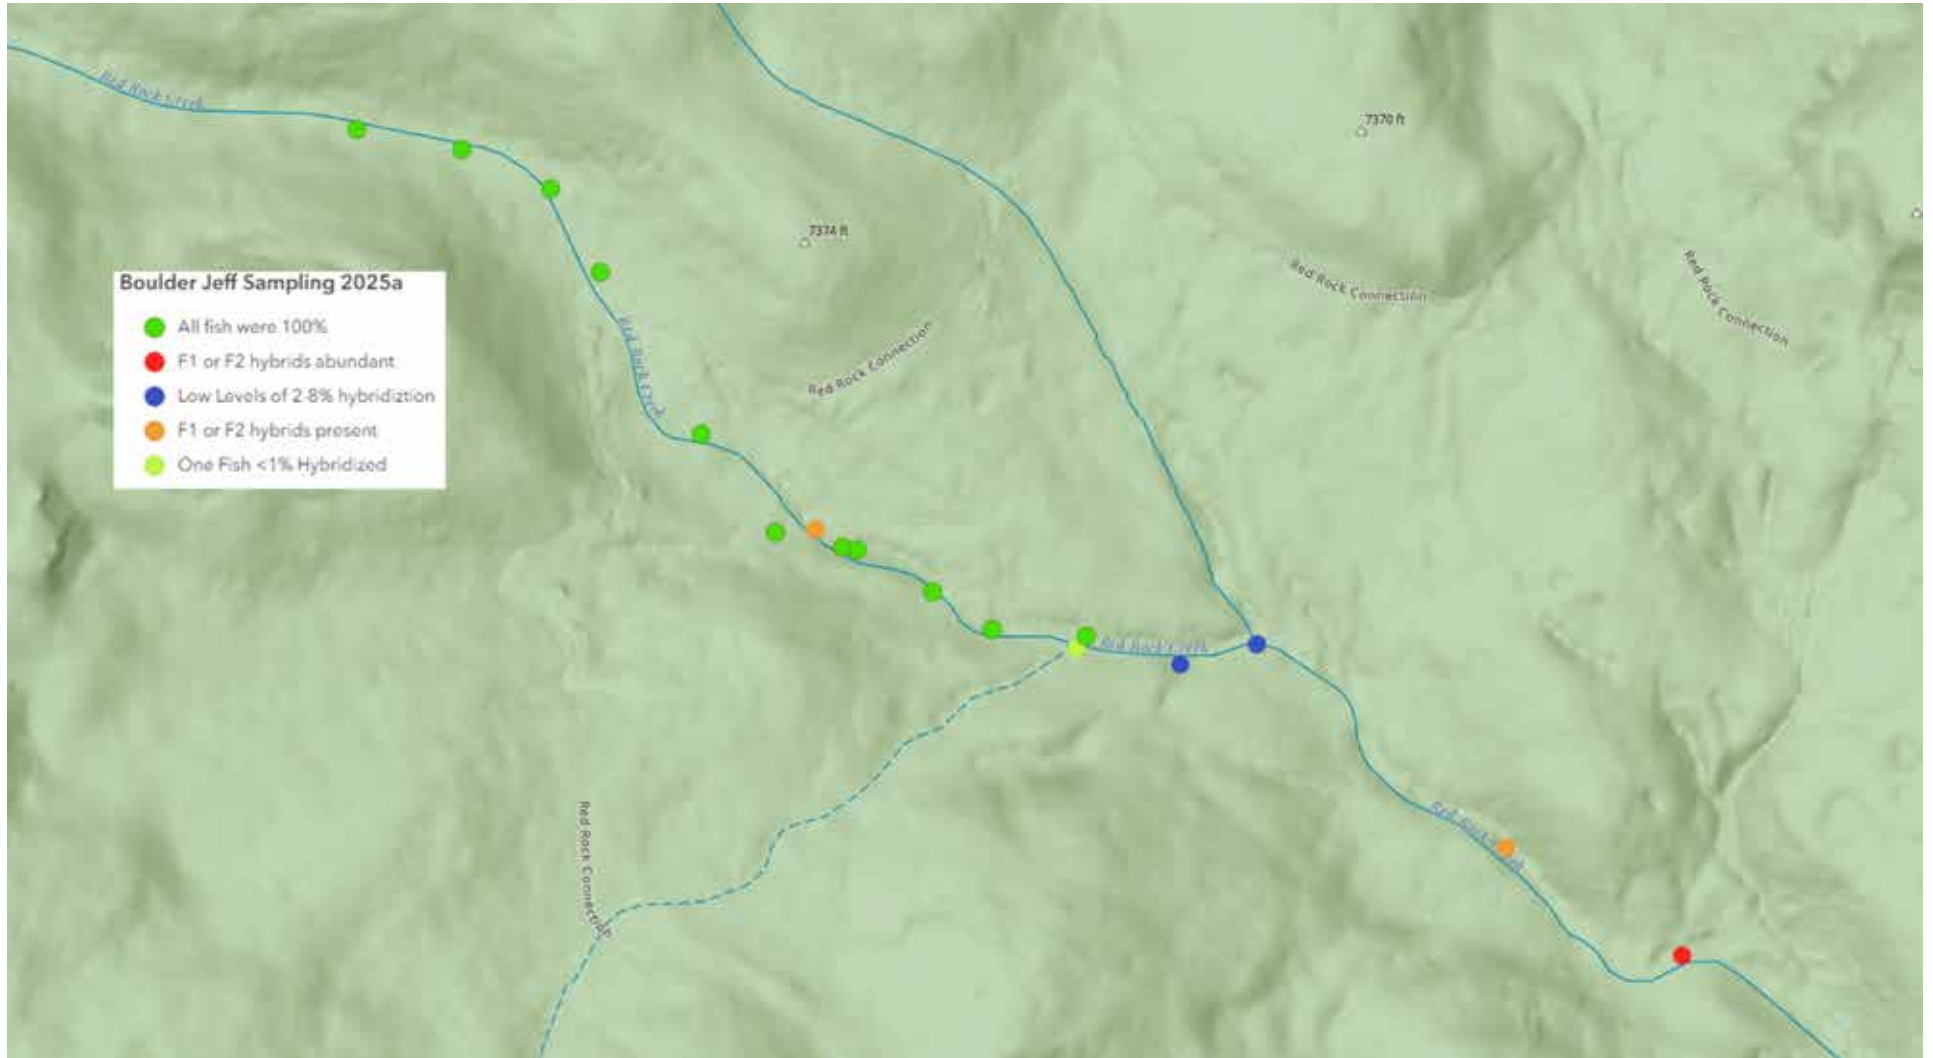 Red Rock Creek
7370 ft
7374 ft
Red Rock Connection
Red Rock Connection
Boulder Jeff Sampling 2025a
All fish were 100%
F1 or F2 hybrids abundant
Low Levels of 2-8% hybridiztion
F1 or F2 hybrids present
One Fish <1% Hybridized
Red Rock Creek
Red Rock Connection
Red Rock Creek
Red Rock Connection
Red Rock Creek